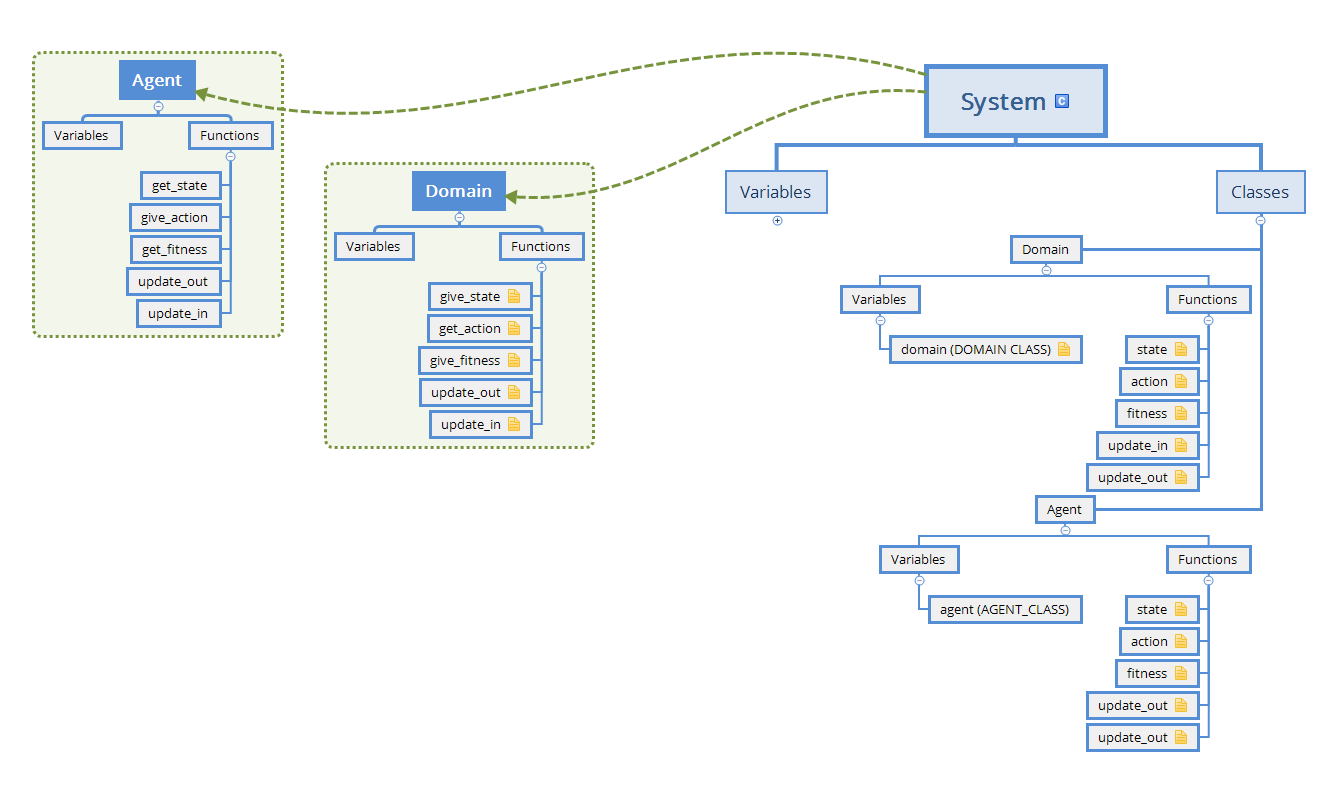 Agent
Variables
Functions
get_state
give_action
get_fitness
update_out
update_in
Domain
Variables
Functions
give_state
get_action
give_fitness
update_out
update_in
System C
Variables
Classes
Domain
Variables
Functions
domain (DOMAIN CLASS)
state
action
fitness
update_in
update_out
Agent
Variables
Functions
agent (AGENT_CLASS)
state
action
fitness
update_out
update_out